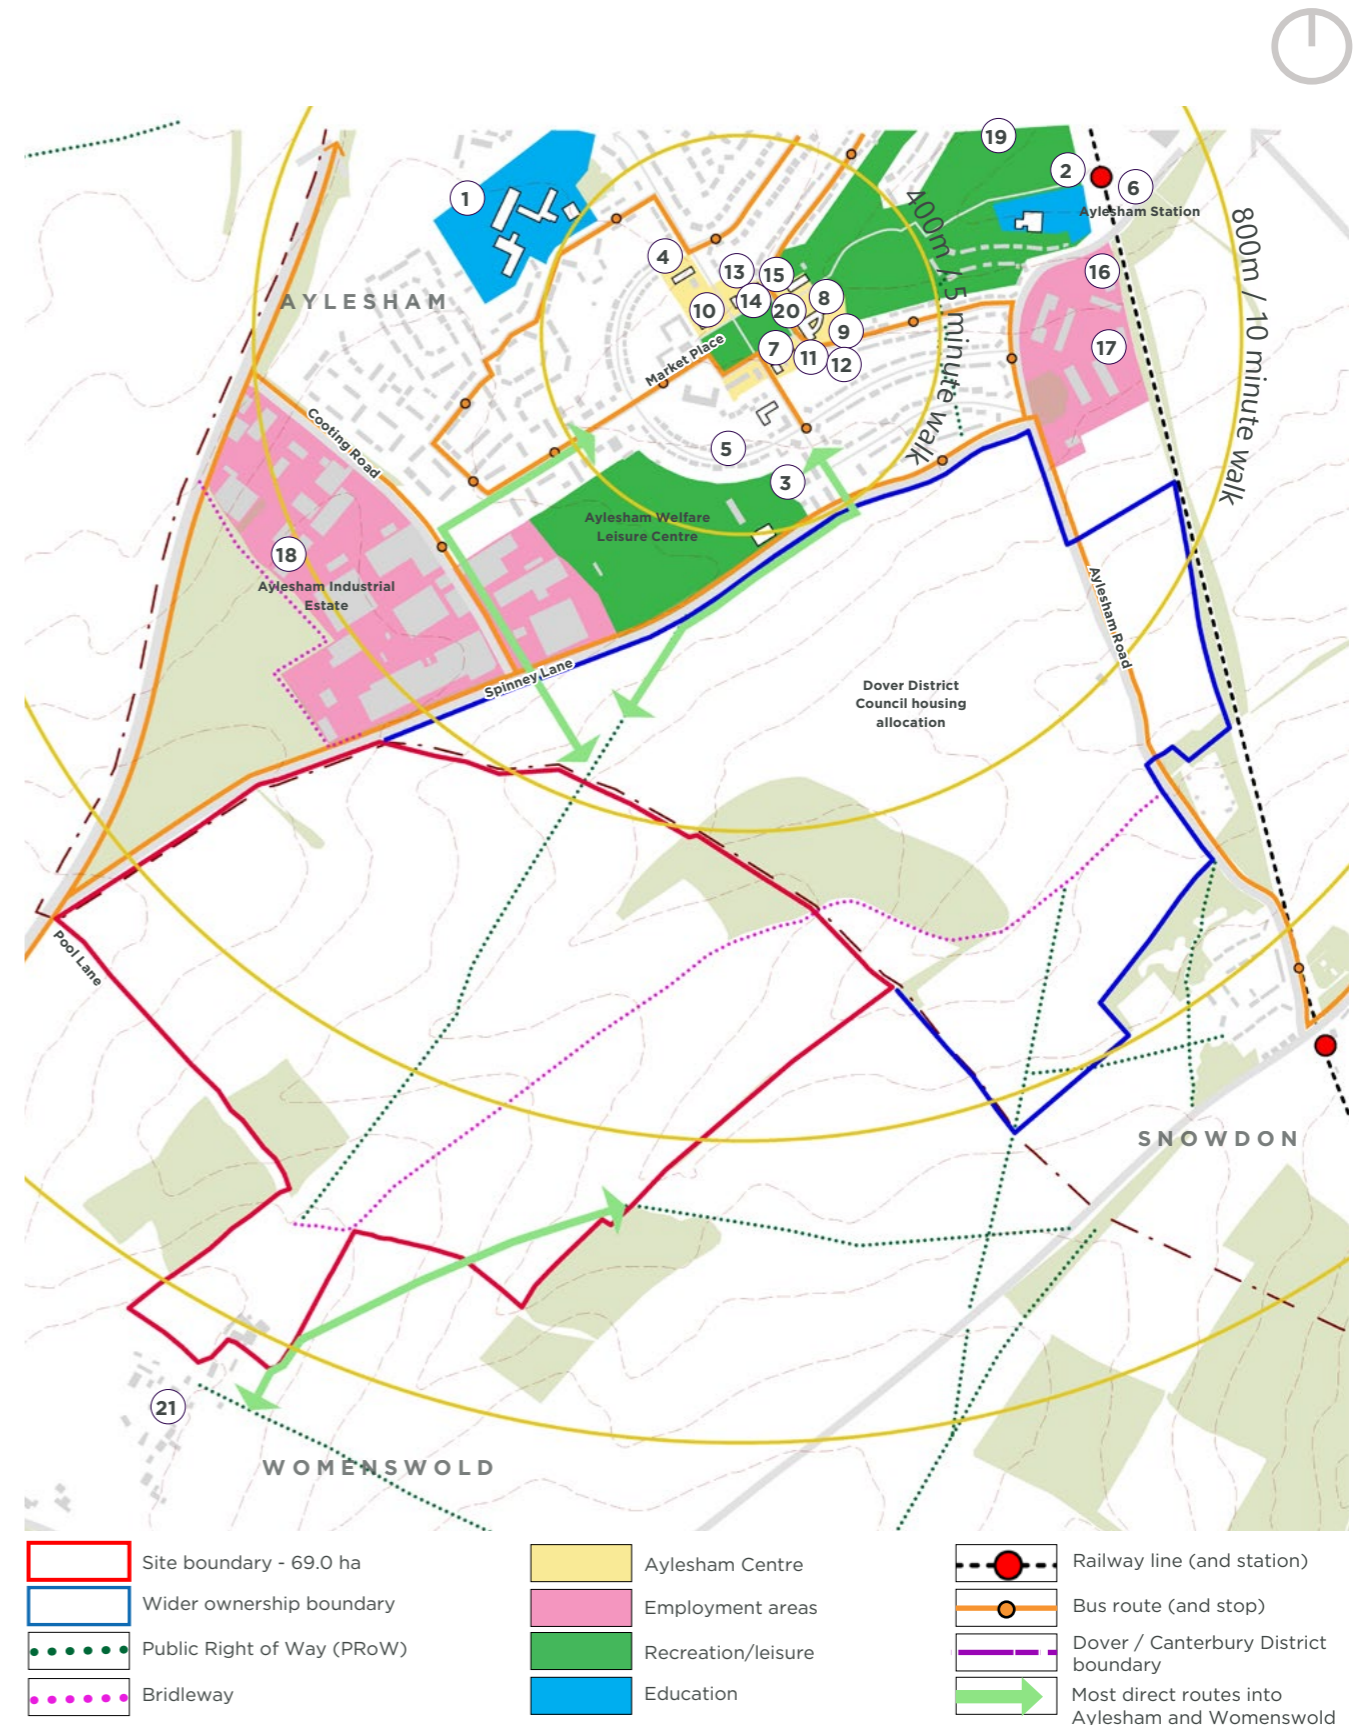 19
2
6
Aylesham Station
1
400m / 5 minute walk
800m / 10 minute walk
4
13
15
16
AYLESHAM
10
14
20
8
9
7
11
12
17
Market Place
Cooting Road
5
3
Aylesham Welfare
Leisure Centre
18
Aylesham Industrial
Estate
Aylesham Road
Spinney Lane
Dover District
Council housing
allocation
Pool Lane
SNOWDON
21
WOMENSWOLD
Site boundary - 69.0 ha
Wider ownership boundary
Public Right of Way (PRoW)
Bridleway
Aylesham Centre
Employment areas
Recreation/leisure
Education
Railway line (and station)
Bus route (and stop)
Dover / Canterbury District
boundary
Most direct routes into
Aylesham and Womenswold